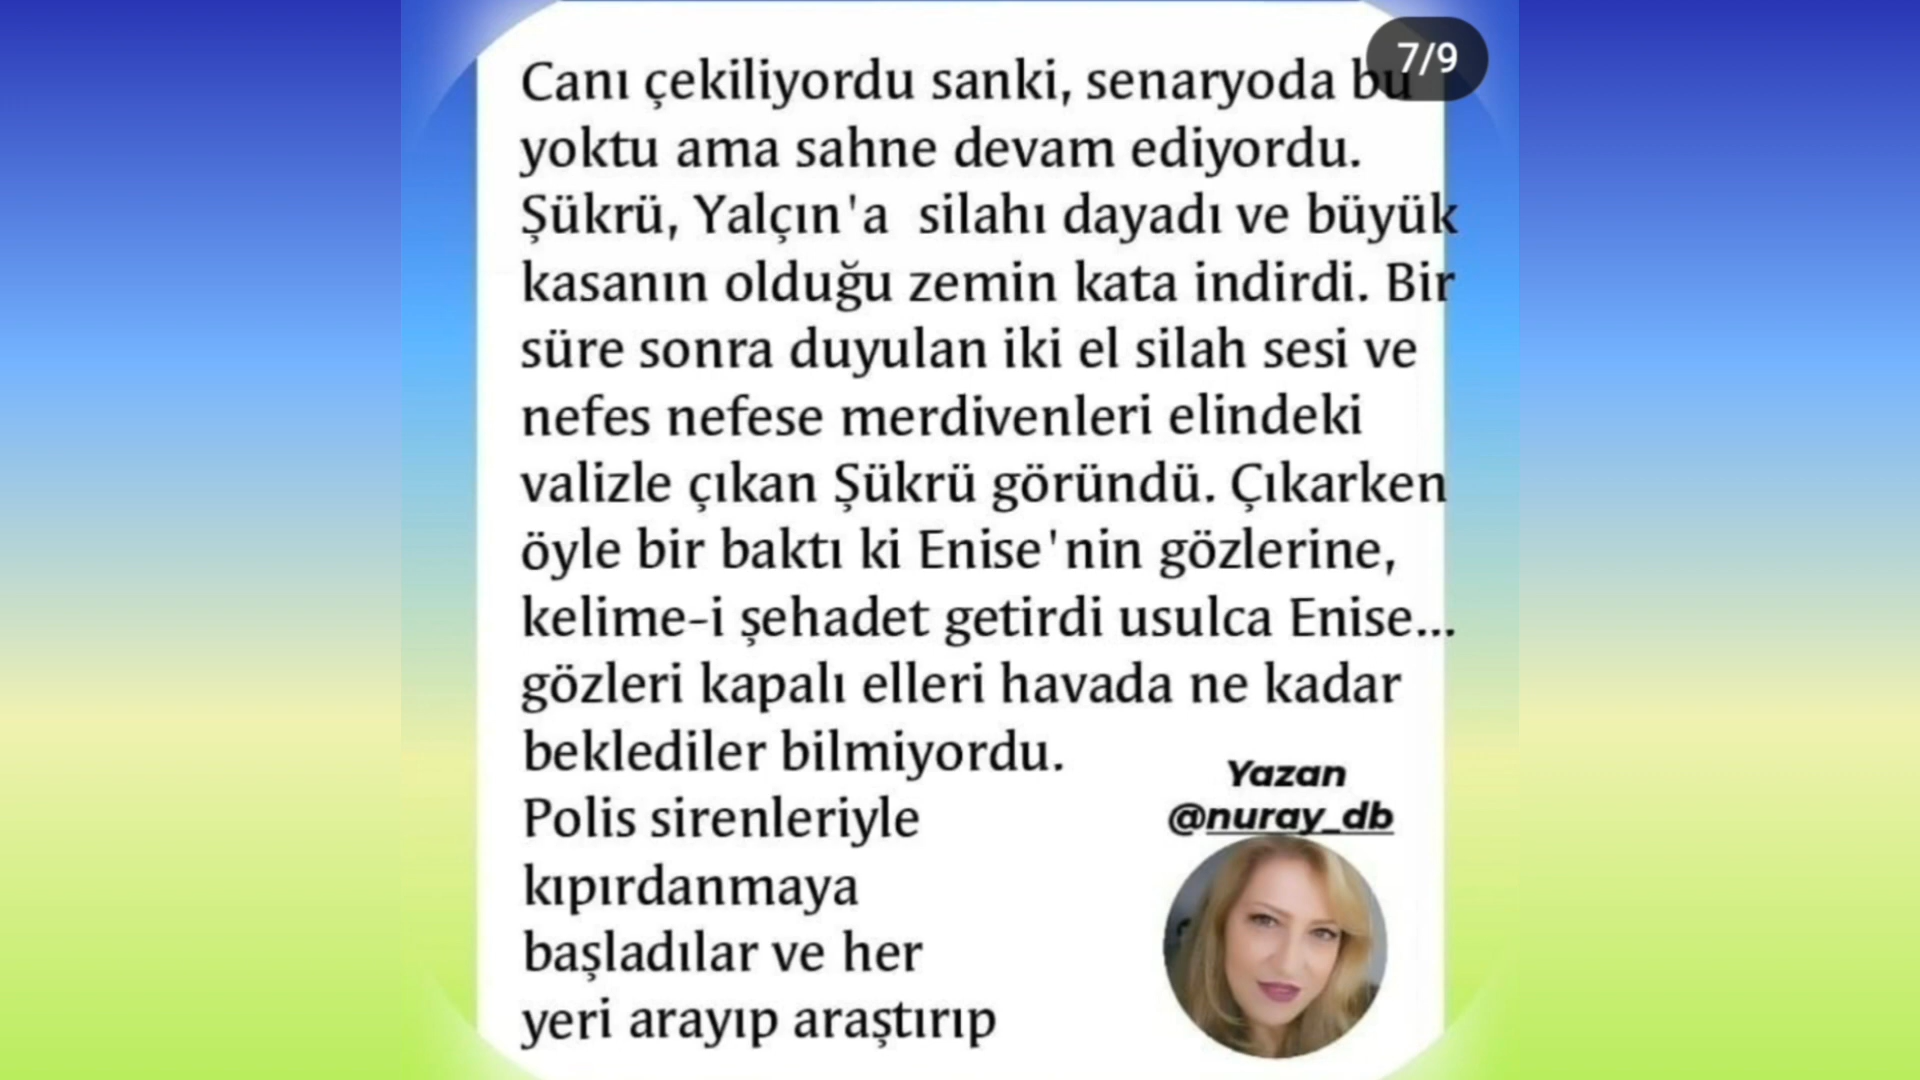 7/9
Canı çekiliyordu sanki, senaryoda bu
yoktu ama sahne devam ediyordu.
Şükrü, Yalçın'a silahı dayadı ve büyük
kasanın olduğu zemin kata indirdi. Bir
süre sonra duyulan iki el silah sesi ve
nefes nefese merdivenleri elindeki
valizle çıkan Şükrü göründü. Çıkarken
öyle bir baktı ki Enise'nin gözlerine,
kelime-i şehadet getirdi usulca Enise...
gözleri kapalı elleri havada ne kadar
beklediler bilmiyordu.
Polis sirenleriyle
kıpırdanmaya
başladılar ve her
yeri arayıp araştırıp
Yazan
@nuray_db